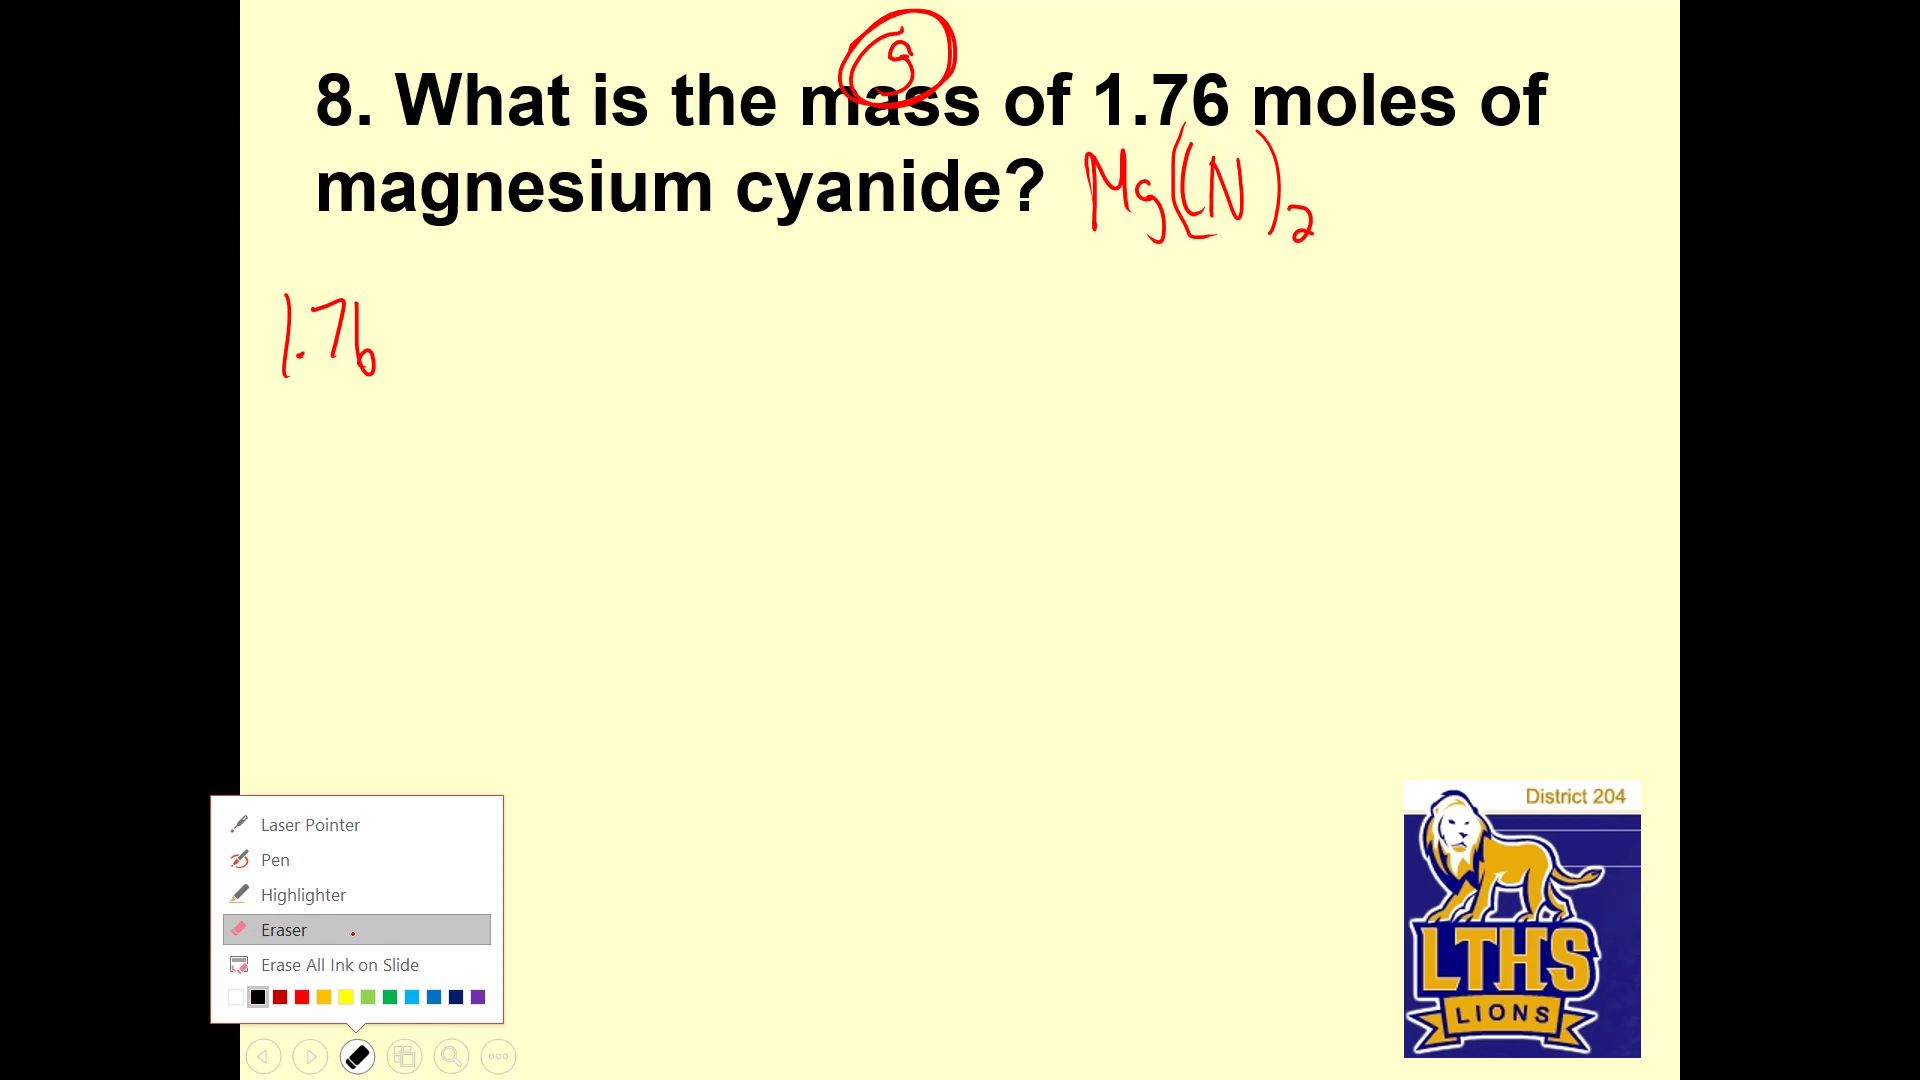 g
8. What is the mass of 1.76 moles of
magnesium cyanide? Mg(CN)2
1.76
Laser Pointer
Pen
Highlighter
Eraser
Erase All Ink on Slide
District 204
LTHS
LIONS